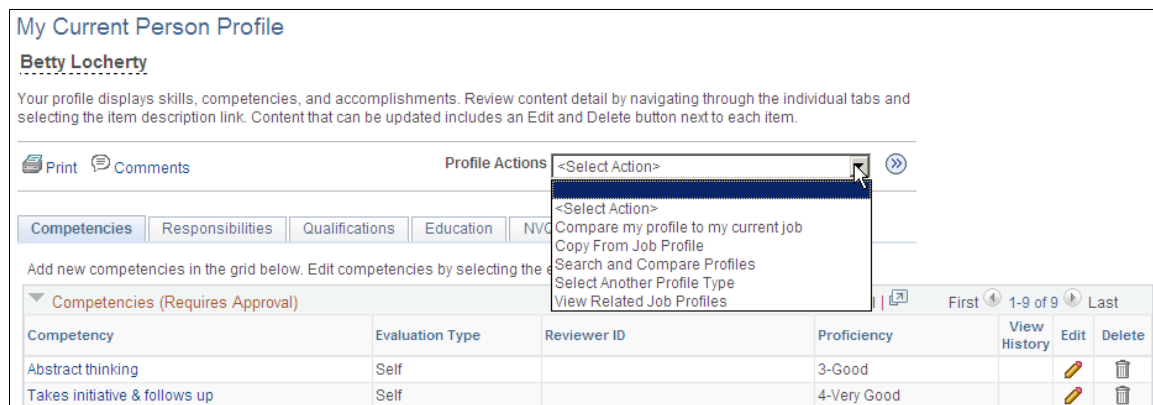 My Current Person Profile
Betty Locherty
Your profile displays skills, competencies, and accomplishments. Review content detail by navigating through the individual tabs and
selecting the item description link. Content that can be updated includes an Edit and Delete button next to each item.
Print Comments Profile Actions <Select Action>
<Select Action>
Compare my profile to my current job
Copy From Job Profile
Search and Compare Profiles
Select Another Profile Type
View Related Job Profiles
Competencies Responsibilities Qualifications Education
Add new competencies in the grid below. Edit competencies by selecting the
Competencies (Requires Approval) | First 1-9 of 9 Last
Competency Evaluation Type Reviewer ID Proficiency View History Edit Delete
Abstract thinking Self 3-Good
Takes initiative & follows up Self 4-Very Good